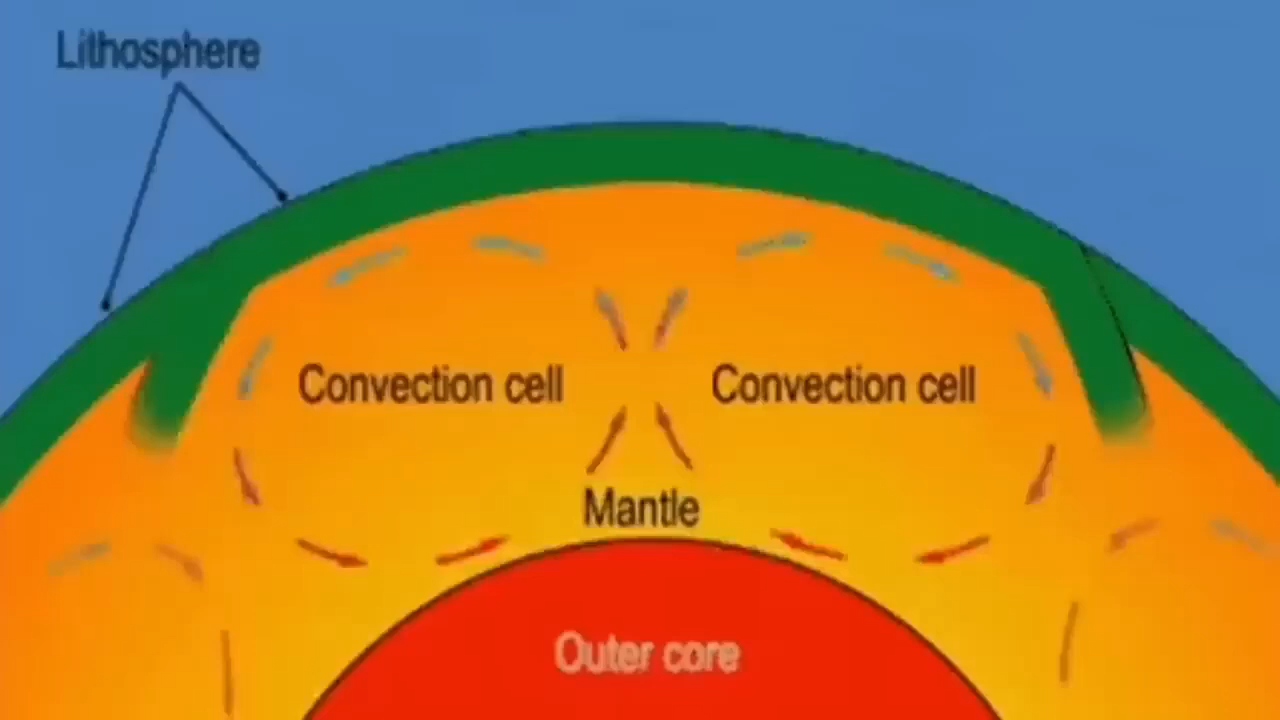 Lithosphere
Convection cell
Convection cell
Mantle
Outer core